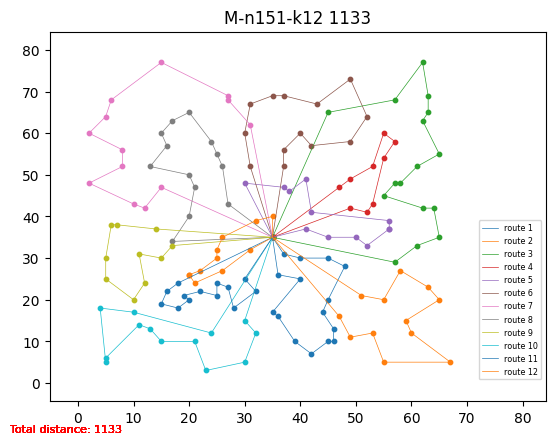 M-n151-k12 1133
80
70
60
50
40
30
20
10
0
route 1
route 2
route 3
route 4
route 5
route 6
route 7
route 8
route 9
route 10
route 11
route 12
0 10 20 30 40 50 60 70 80
Total distance: 1133